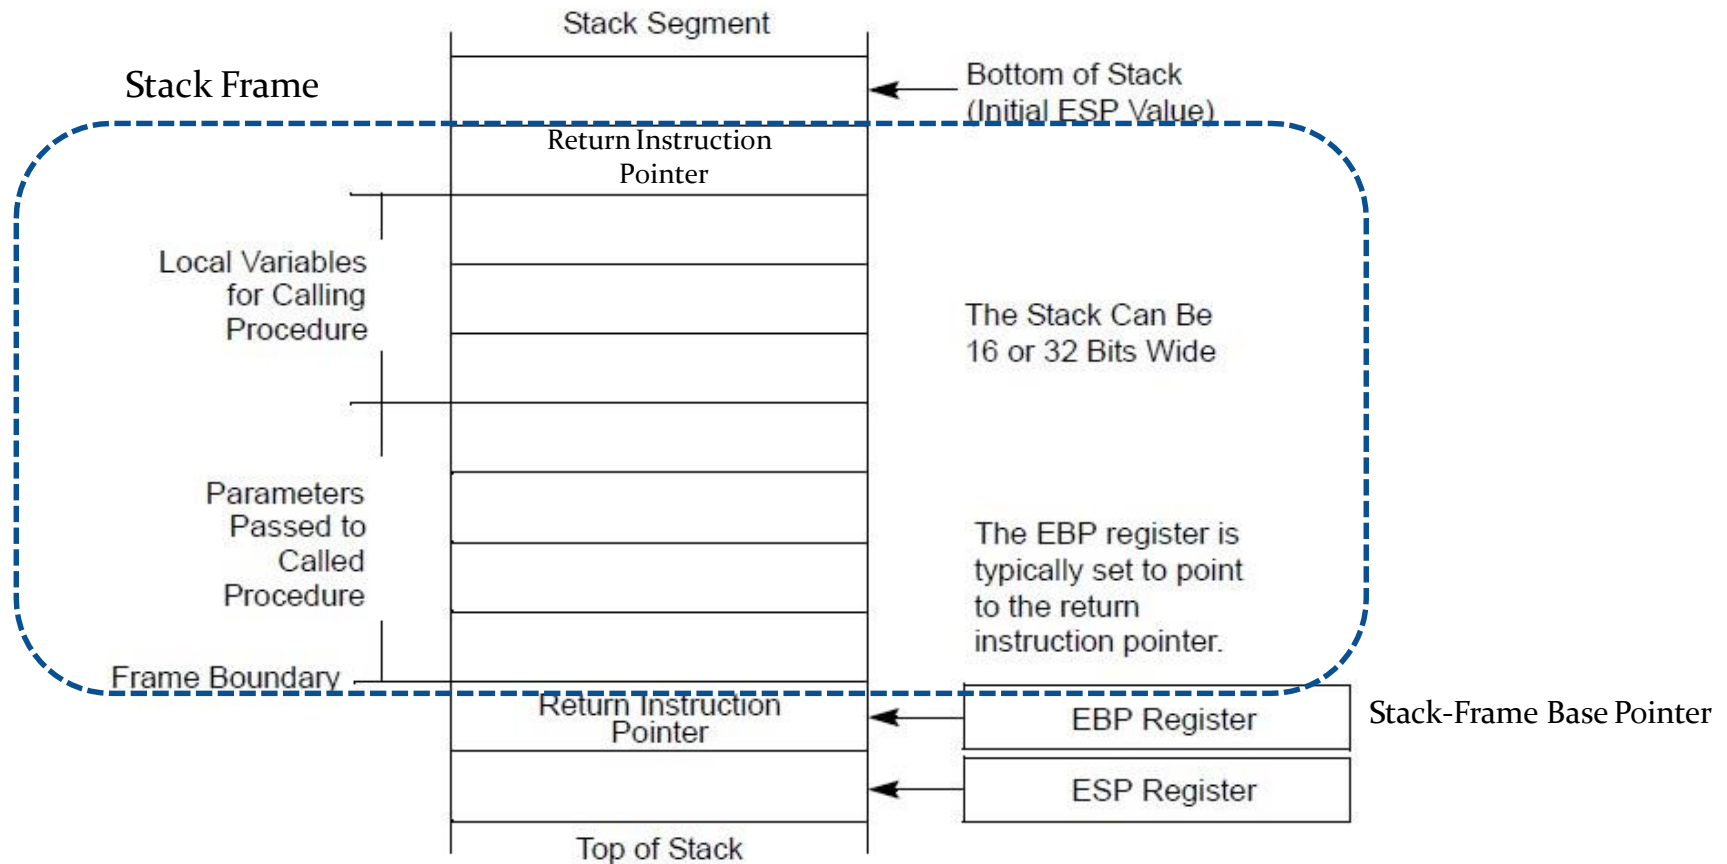 Stack Segment
Stack Frame
Bottom of Stack
(Initial ESP Value)
Return Instruction
Pointer
Local Variables
for Calling
Procedure
The Stack Can Be
16 or 32 Bits Wide
Parameters
Passed to
Called
Procedure
The EBP register is
typically set to point
to the return
instruction pointer.
Frame Boundary
Return Instruction
Pointer
EBP Register
Stack-Frame Base Pointer
ESP Register
Top of Stack